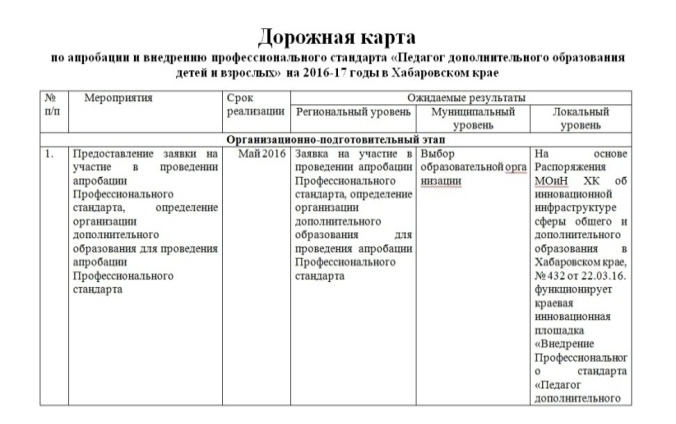 Дорожная карта
по апробации и внедрению профессионального стандарта «Педагог дополнительного образования
детей и взрослых» на 2016-17 годы в Хабаровском крае
№
п/п
Мероприятия
Срок
реализации
Ожидаемые результаты
Региональный уровень
Муниципальный
уровень
Локальный
уровень
Организационно-подготовительный этап
1.
Предоставление заявки на
участие в проведении
апробации
Профессионального
стандарта, определение
организации
дополнительного
образования для проведения
апробации
Профессионального
стандарта
Май 2016
Заявка на участие в
проведении апробации
Профессионального
стандарта, определение
организации
дополнительного
образования для
проведения апробации
Профессионального
стандарта
Выбор
образовательной орга
низации
На основе
Распоряжения
МОиН ХК об
инновационной
инфраструктуре
сферы общего и
дополнительного
образования в
Хабаровском крае,
№ 432 от 22.03.16.
функционирует
краевая
инновационная
площадка
«Внедрение
Профессиональног
о стандарта
«Педагог
дополнительного